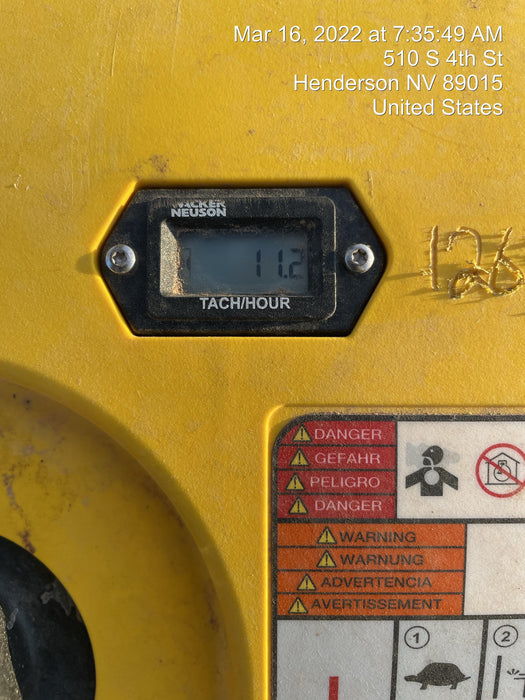 Mar 16, 2022 at 7:35:49 AM
510 S 4th St
Henderson NV 89015
United States
WACKER
NEUSON
11.2
TACH/HOUR
126
DANGER
GEFAHR
PELIGRO
DANGER
WARNING
WARNUNG
ADVERTENCIA
AVERTISSEMENT
1
2